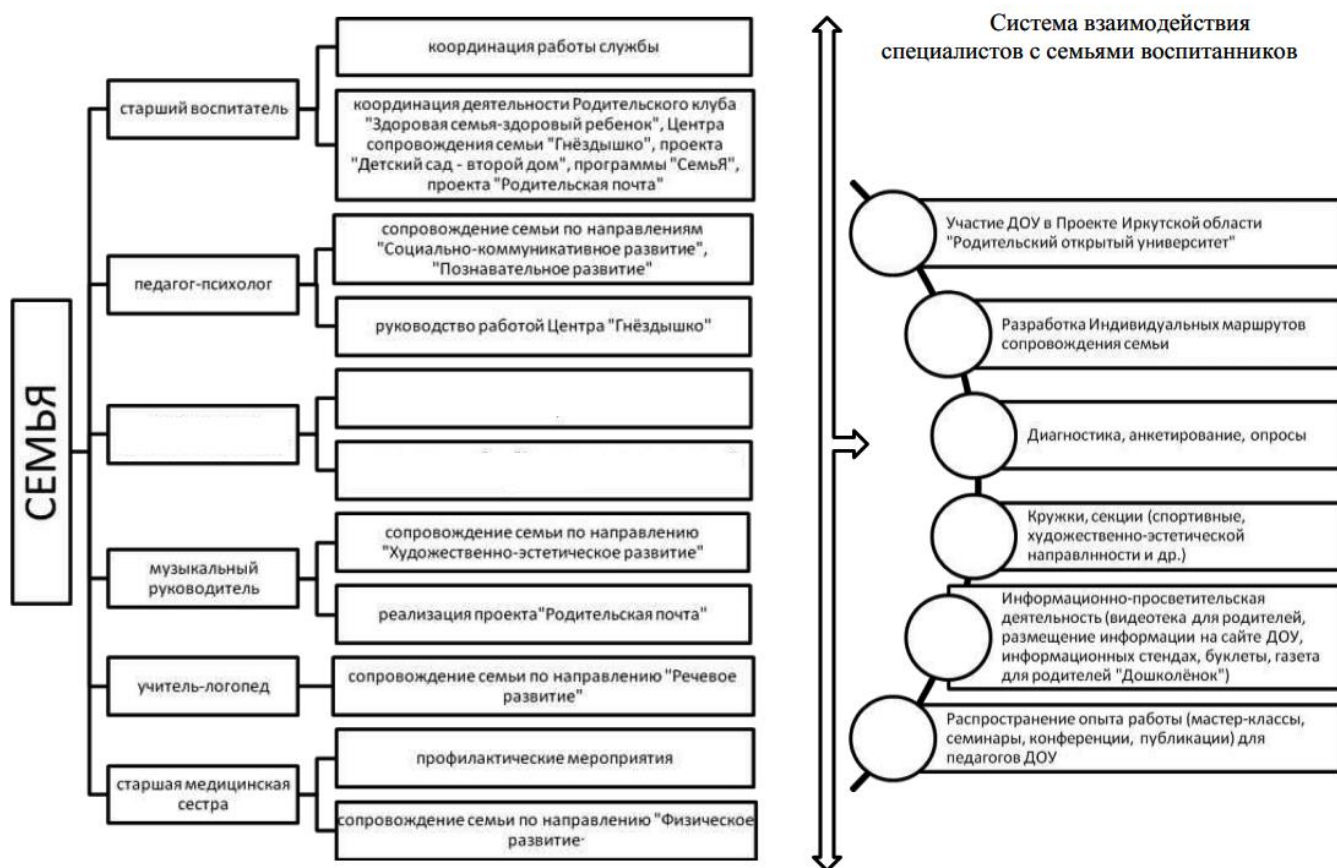 Система взаимодействия
специалистов с семьями воспитанников
СЕМЬЯ
старший воспитатель
координация работы службы
координация деятельности Родительского клуба
"Здоровая семья-здоровый ребенок", Центра
сопровождения семьи "Гнёздышко", проекта
"Детский сад - второй дом", программы "СемьЯ",
проекта "Родительская почта"
педагог-психолог
сопровождение семьи по направлениям
"Социально-коммуникативное развитие",
"Познавательное развитие"
руководство работой Центра "Гнёздышко"
музыкальный
руководитель
сопровождение семьи по направлению
"Художественно-эстетическое развитие"
реализация проекта"Родительская почта"
учитель-логопед
сопровождение семьи по направлению "Речевое
развитие"
старшая медицинская
сестра
профилактические мероприятия
сопровождение семьи по направлению "Физическое
развитие
Участие ДОУ в Проекте Иркутской области
"Родительский открытый университет"
Разработка Индивидуальных маршрутов
сопровождения семьи
Диагностика, анкетирование, опросы
Кружки, секции (спортивные,
художественно-эстетической
направлнности и др.)
Информационно-просветительская
деятельность (видеотека для родителей,
размещение информации на сайте ДОУ,
информационных стендах, буклеты, газета
для родителей "Дошколёнок")
Распространение опыта работы (мастер-классы,
семинары, конференции, публикации) для
педагогов ДОУ